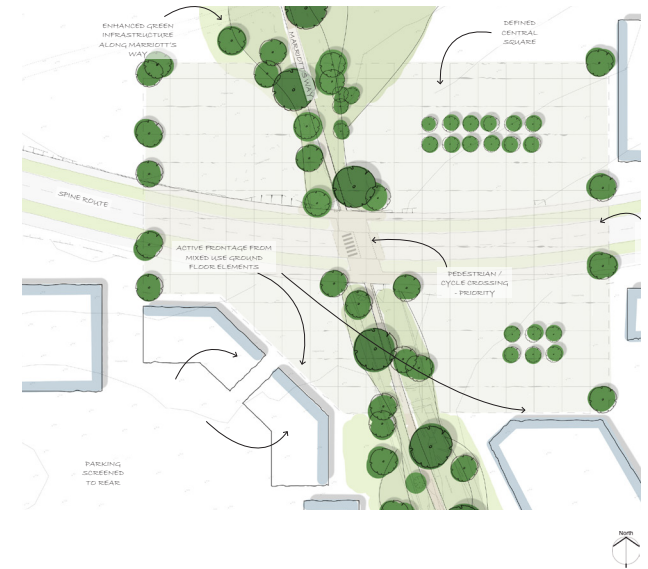 ENHANCED GREEN
INFRASTRUCTURE
ALONG MARRIOTT'S
WAY
DEFINED
CENTRAL
SQUARE
MARRIOTT'S WAY
SPINE ROUTE
ACTIVE FRONTAGE FROM
MIXED USE GROUND
FLOOR ELEMENTS
PEDESTRIAN /
CYCLE CROSSING
- PRIORITY
PARKING
SCREENED
TO REAR
North